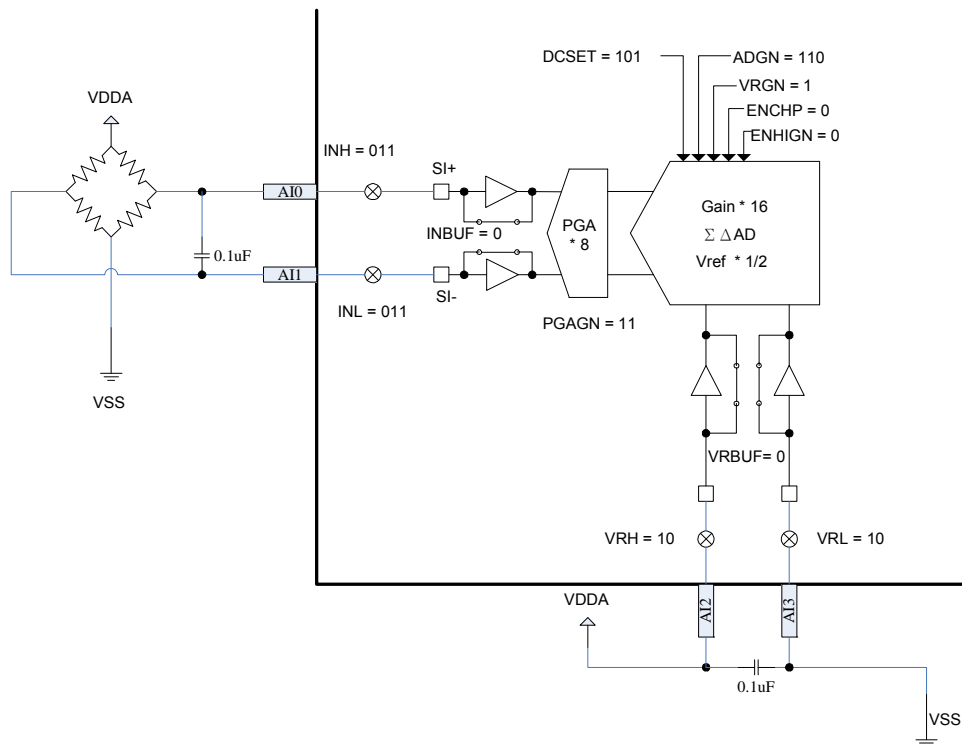 DCSET = 101
ADGN = 110
VRGN = 1
ENCHP = 0
ENHIGN = 0
VDDA
INH = 011
SI+
AI0
PGA
* 8
Gain * 16
Σ Δ AD
Vref * 1/2
INBUF = 0
0.1uF
AI1
SI-
INL = 011
PGAGN = 11
VSS
VRBUF= 0
VRH = 10
VRL = 10
VDDA
AI2
AI3
0.1uF
VSS